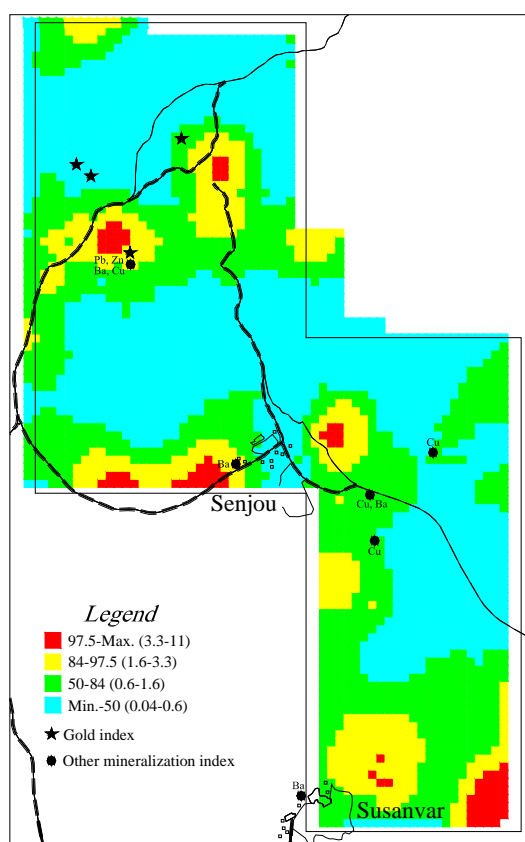 Pb, Zn
Ba, Cu
Cu
Ba
Cu, Ba
Senjou
Cu
Legend
97.5-Max. (3.3-11)
84-97.5 (1.6-3.3)
50-84 (0.6-1.6)
Min.-50 (0.04-0.6)
Gold index
Other mineralization index
Ba
Susanvar